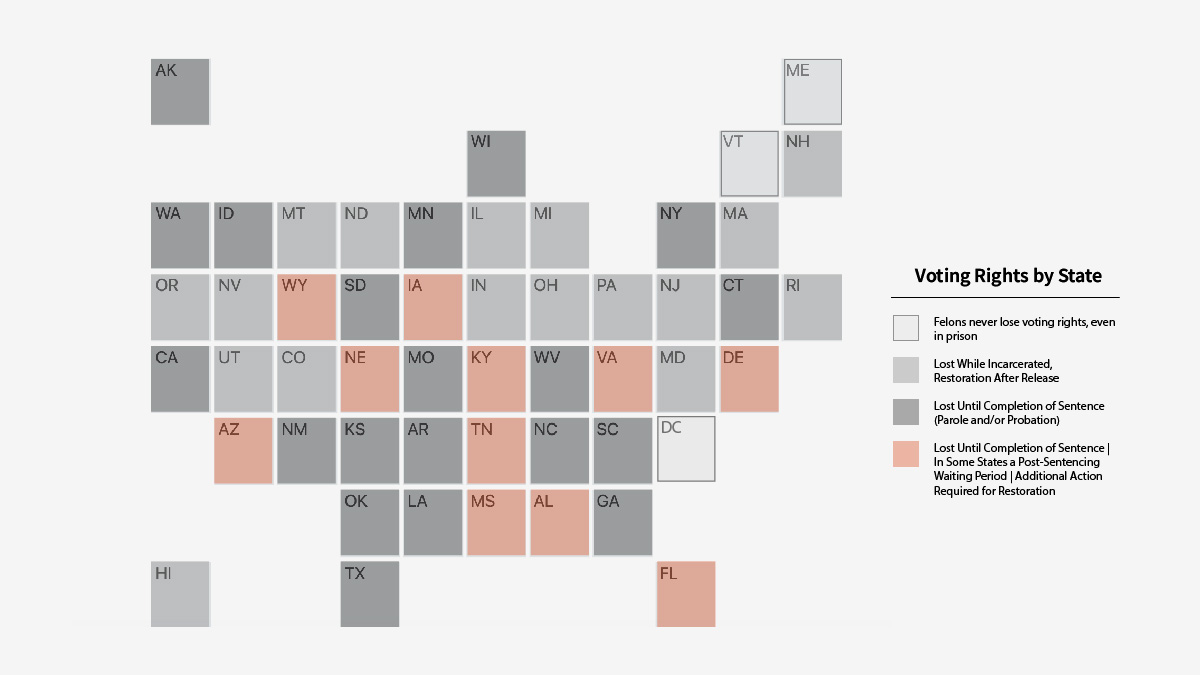 AK
ME
WI
VT
NH
WA
ID
MT
ND
MN
IL
MI
NY
MA
OR
NV
WY
SD
IA
IN
OH
PA
NJ
CT
RI
CA
UT
CO
NE
MO
KY
WV
VA
MD
DE
AZ
NM
KS
AR
TN
NC
SC
DC
OK
LA
MS
AL
GA
HI
TX
FL
Voting Rights by State
Felons never lose voting rights, even
in prison
Lost While Incarcerated,
Restoration After Release
Lost Until Completion of Sentence
(Parole and/or Probation)
Lost Until Completion of Sentence |
In Some States a Post-Sentencing
Waiting Period | Additional Action
Required for Restoration